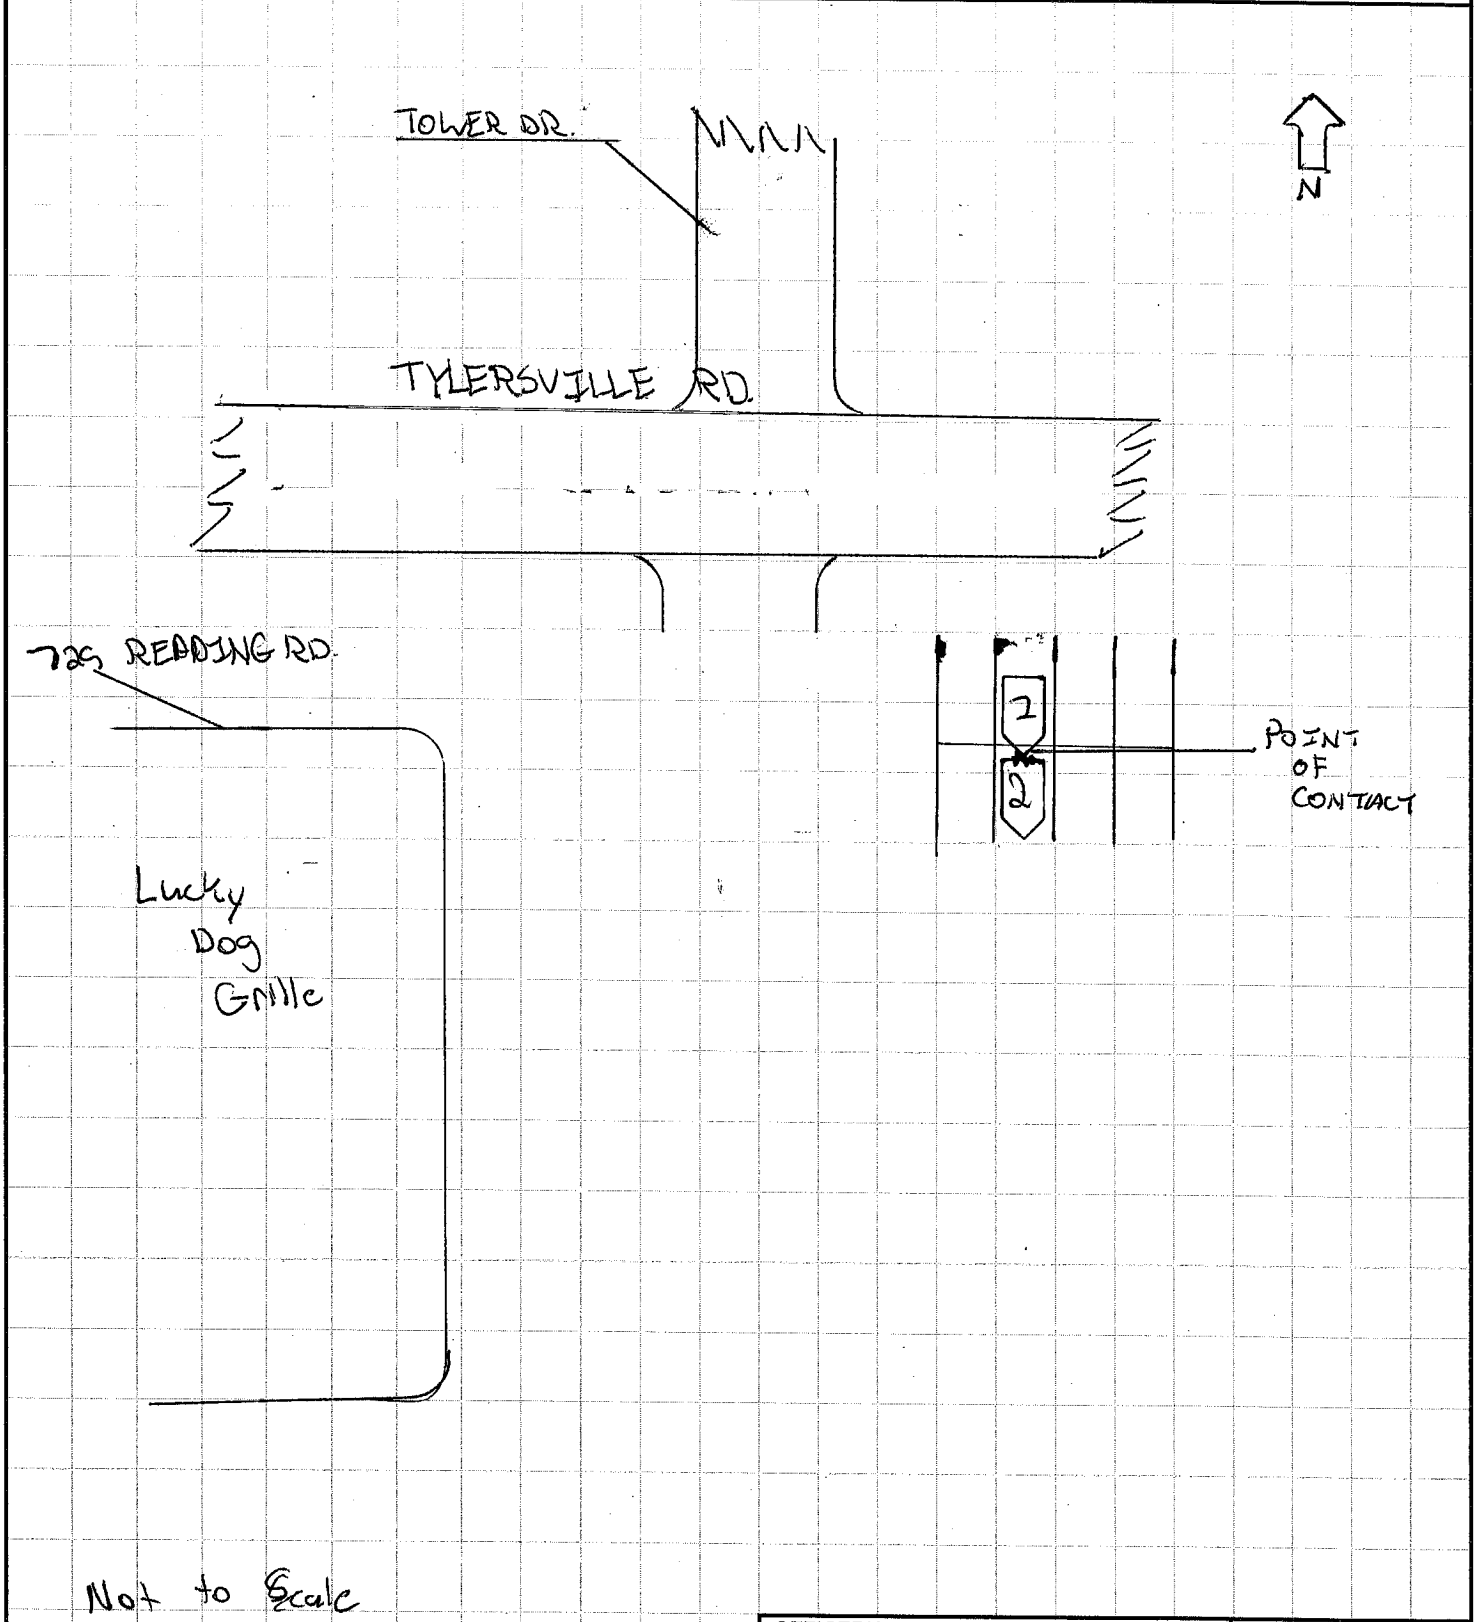 TOWER DR.
N
TYLERSVILLE RD.
729 READING RD.
1
2
POINT
OF
CONTACT
Lucky
Dog
Grille
Not to Scale